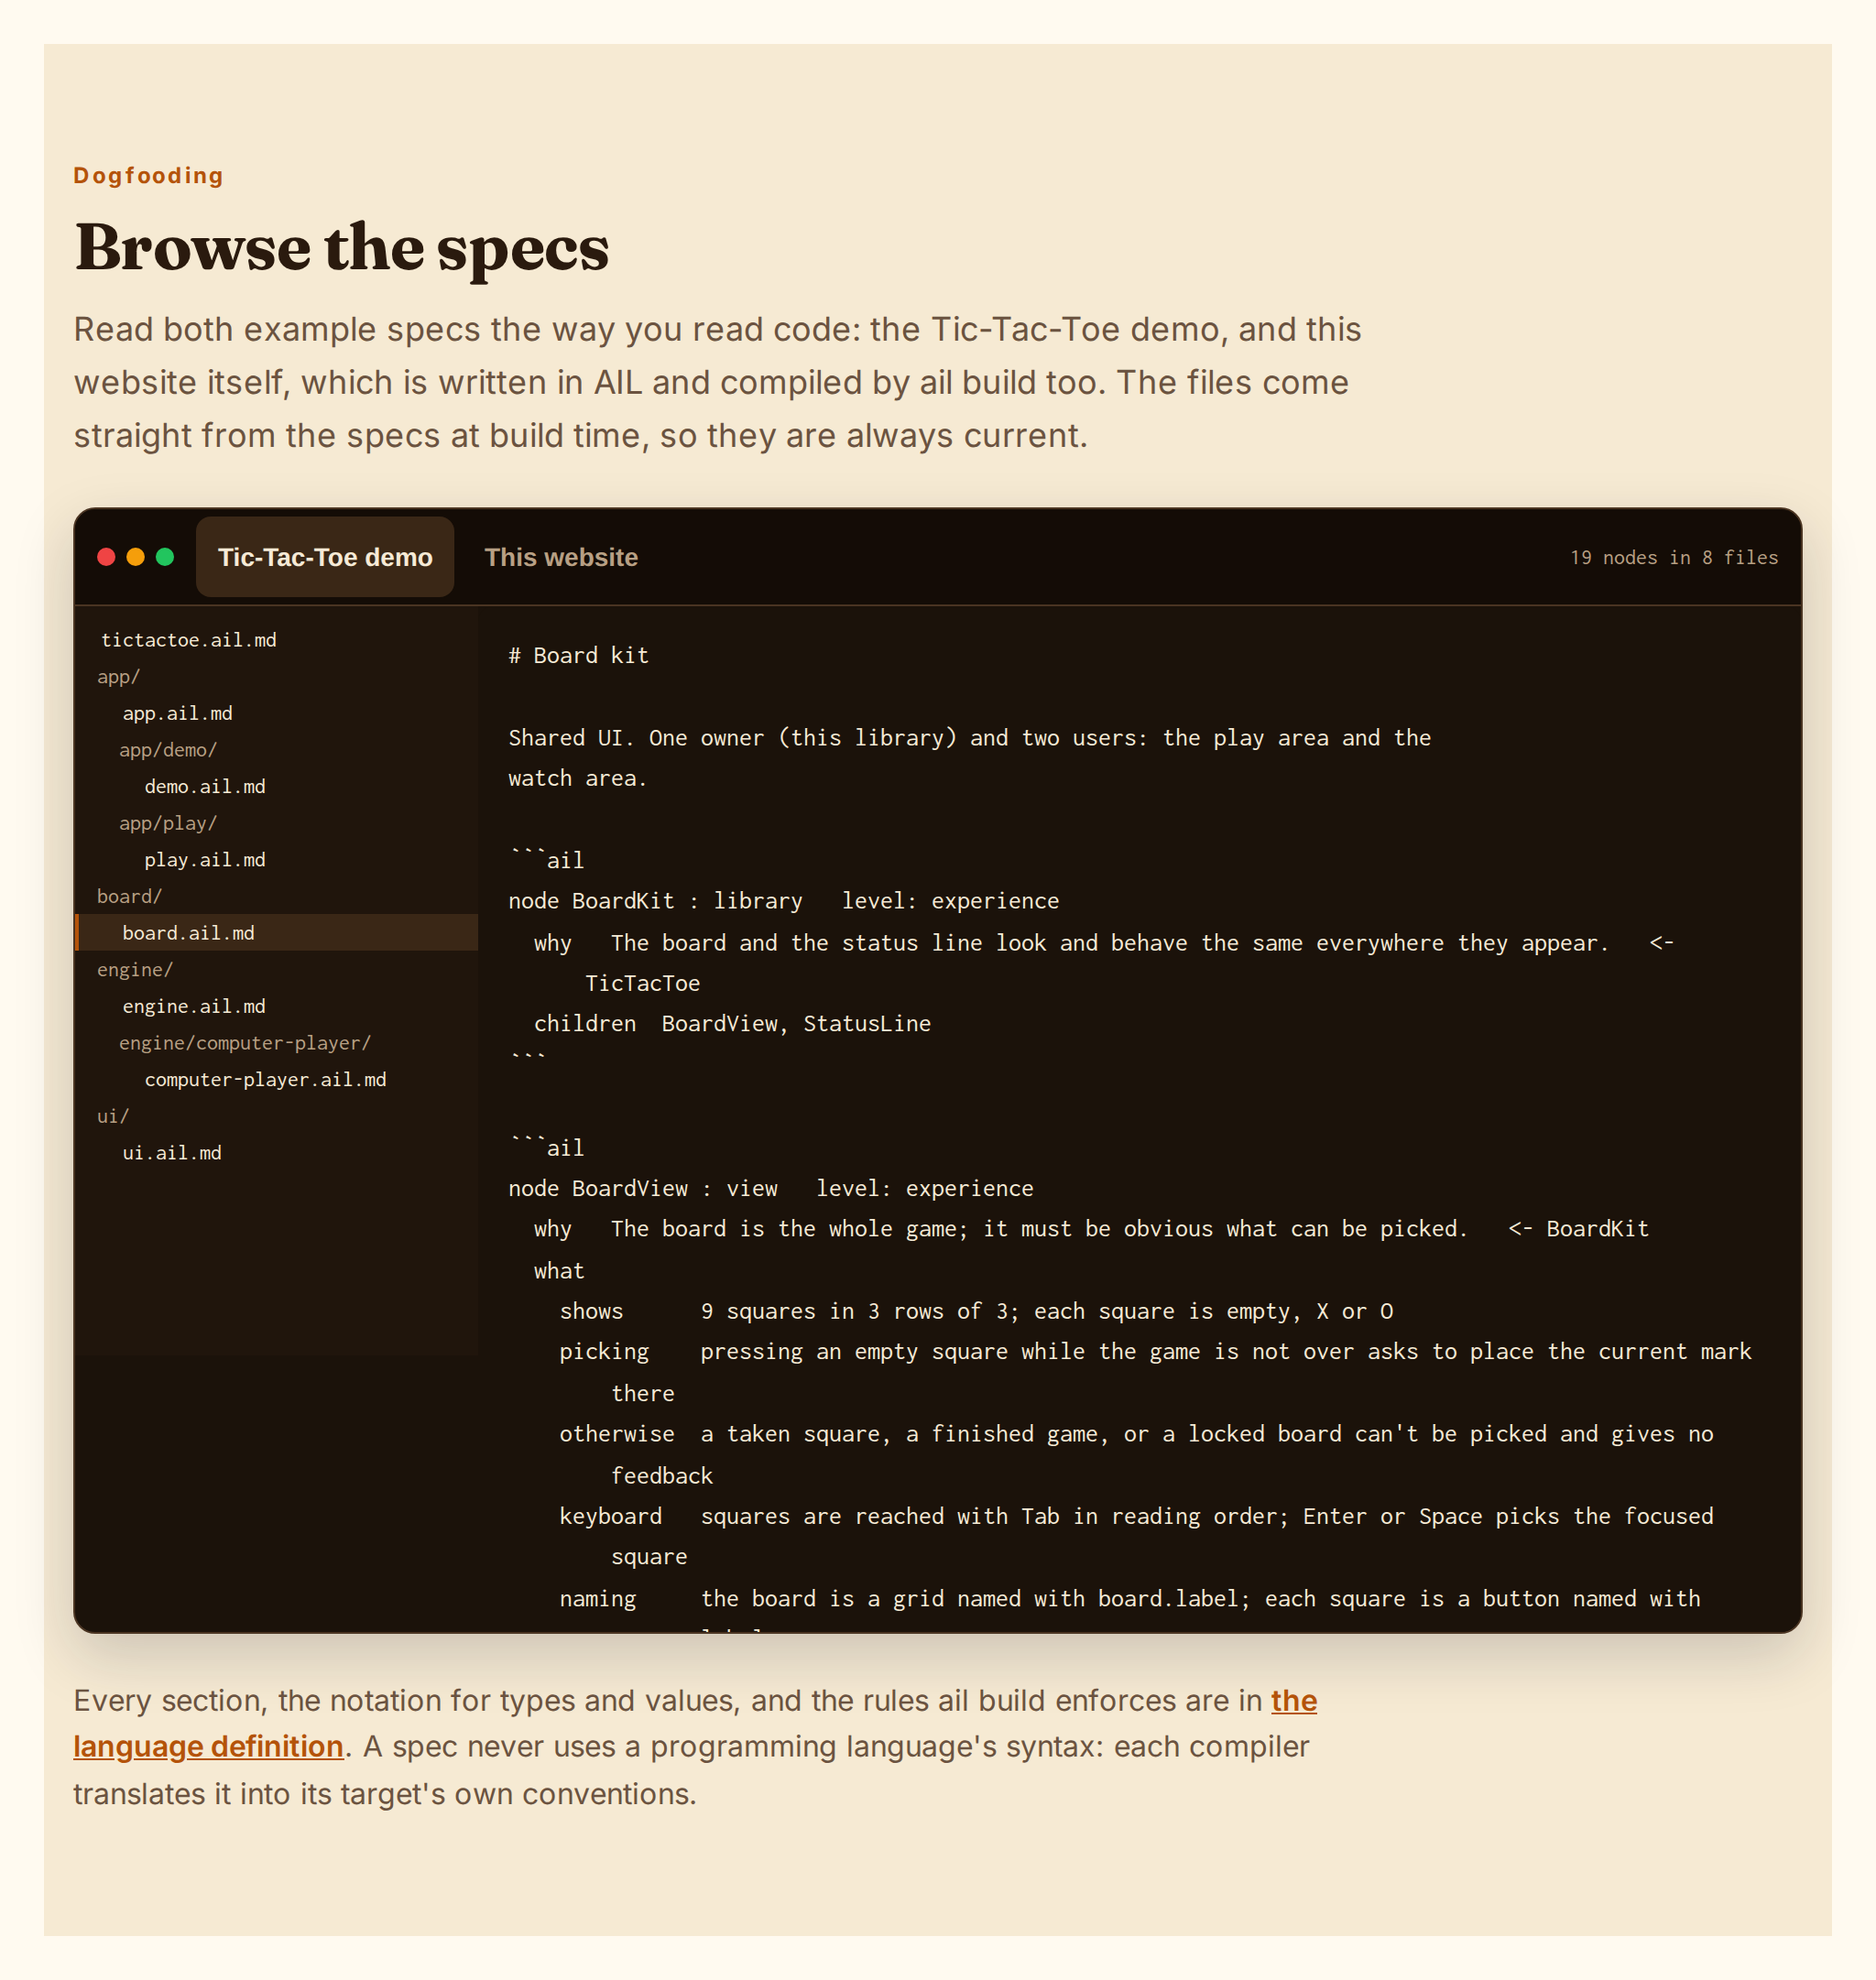 Dogfooding
Browse the specs
Read both example specs the way you read code: the Tic-Tac-Toe demo, and this
website itself, which is written in AIL and compiled by ail build too. The files come
straight from the specs at build time, so they are always current.
Tic-Tac-Toe demo
This website
19 nodes in 8 files
tictactoe.ail.md
app/
app.ail.md
app/demo/
demo.ail.md
app/play/
play.ail.md
board/
board.ail.md
engine/
engine.ail.md
engine/computer-player/
computer-player.ail.md
ui/
ui.ail.md
# Board kit
Shared UI. One owner (this library) and two users: the play area and the
watch area.
```ail
node BoardKit : library   level: experience
  why   The board and the status line look and behave the same everywhere they appear.   <-
      TicTacToe
  children  BoardView, StatusLine
```
```ail
node BoardView : view   level: experience
  why   The board is the whole game; it must be obvious what can be picked.   <- BoardKit
  what
    shows      9 squares in 3 rows of 3; each square is empty, X or O
    picking    pressing an empty square while the game is not over asks to place the current mark
        there
    otherwise  a taken square, a finished game, or a locked board can't be picked and gives no
        feedback
    keyboard   squares are reached with Tab in reading order; Enter or Space picks the focused
        square
    naming     the board is a grid named with board.label; each square is a button named with
Every section, the notation for types and values, and the rules ail build enforces are in the
language definition. A spec never uses a programming language's syntax: each compiler
translates it into its target's own conventions.